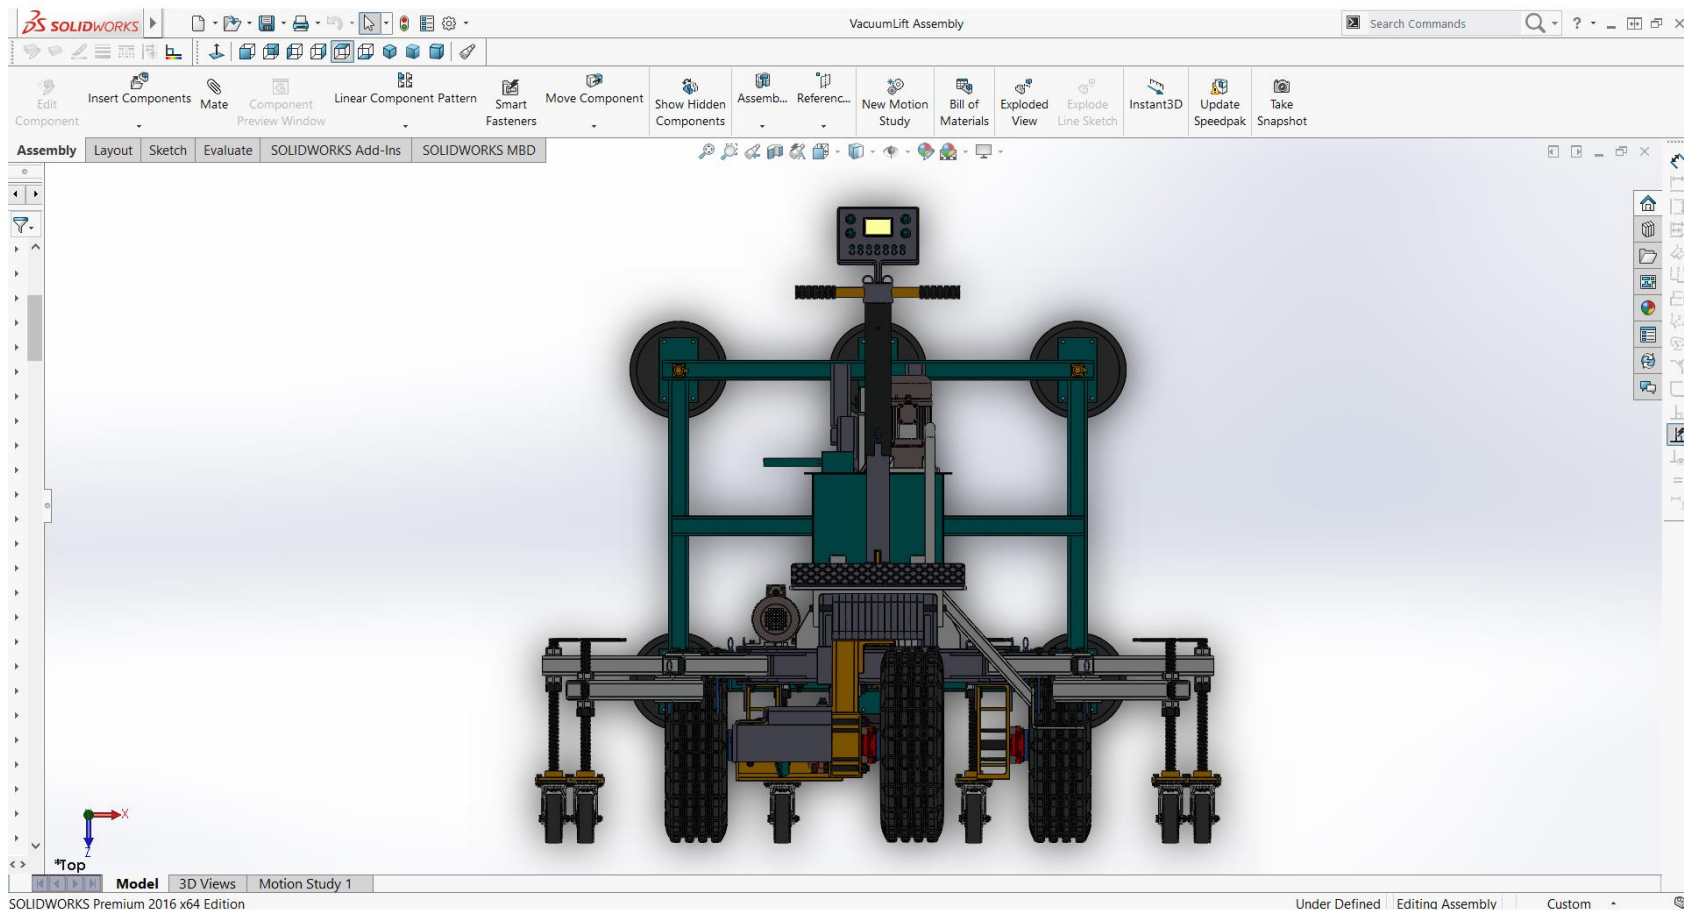 SOLIDWORKS
VacuumLift Assembly
Search Commands
?
Edit Component
Insert Components
Mate
Component Preview Window
Linear Component Pattern
Smart Fasteners
Move Component
Show Hidden Components
Assemb...
Referenc...
New Motion Study
Bill of Materials
Exploded View
Explode Line Sketch
Instant3D
Update Speedpak
Take Snapshot
Assembly
Layout
Sketch
Evaluate
SOLIDWORKS Add-Ins
SOLIDWORKS MBD
X
Z
*Top
Model
3D Views
Motion Study 1
SOLIDWORKS Premium 2016 x64 Edition
Under Defined
Editing Assembly
Custom